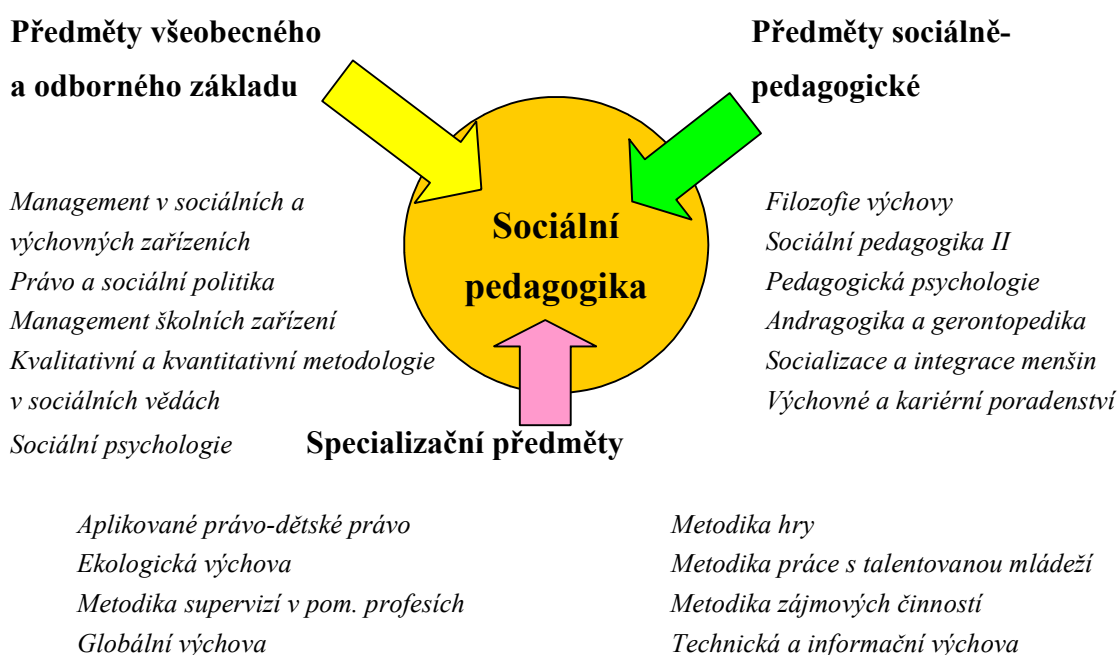 Předměty všeobecného
a odborného základu
Předměty sociálně-
pedagogické
Management v sociálních a
výchovných zařízeních
Právo a sociální politika
Management školních zařízení
Kvalitativní a kvantitativní metodologie
v sociálních vědách
Sociální psychologie
Sociální
pedagogika
Filozofie výchovy
Sociální pedagogika II
Pedagogická psychologie
Andragogika a gerontopedika
Socializace a integrace menšin
Výchovné a kariérní poradenství
Specializační předměty
Aplikované právo-dětské právo
Ekologická výchova
Metodika supervizí v pom. profesích
Globální výchova
Metodika hry
Metodika práce s talentovanou mládeží
Metodika zájmových činností
Technická a informační výchova